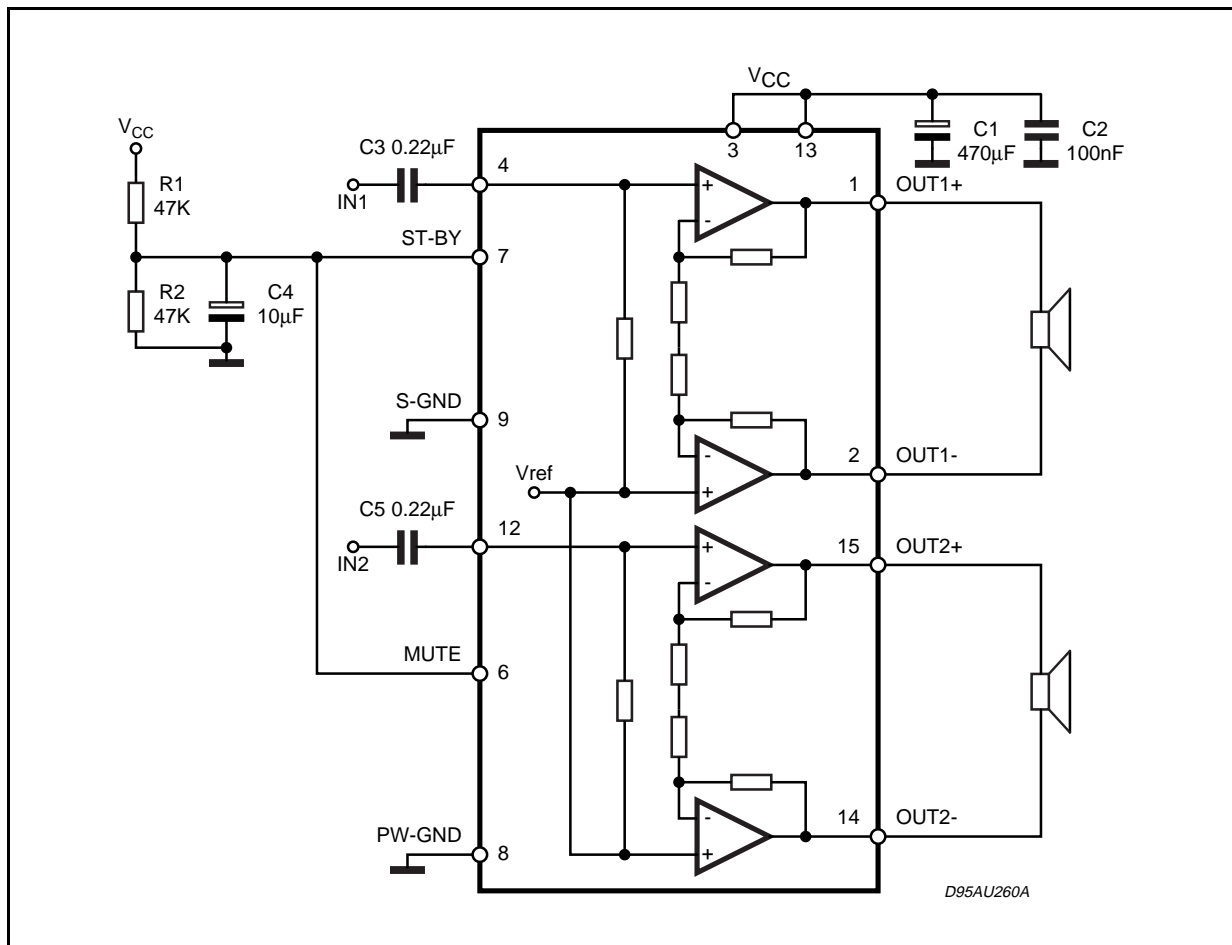 VCC
3
13
C1
470µF
C2
100nF
VCC
R1
47K
R2
47K
C4
10µF
C3 0.22µF
IN1
4
ST-BY
7
+
-
1
OUT1+
S-GND
9
Vref
-
+
2
OUT1-
C5 0.22µF
IN2
12
+
-
15
OUT2+
MUTE
6
PW-GND
8
-
+
14
OUT2-
D95AU260A